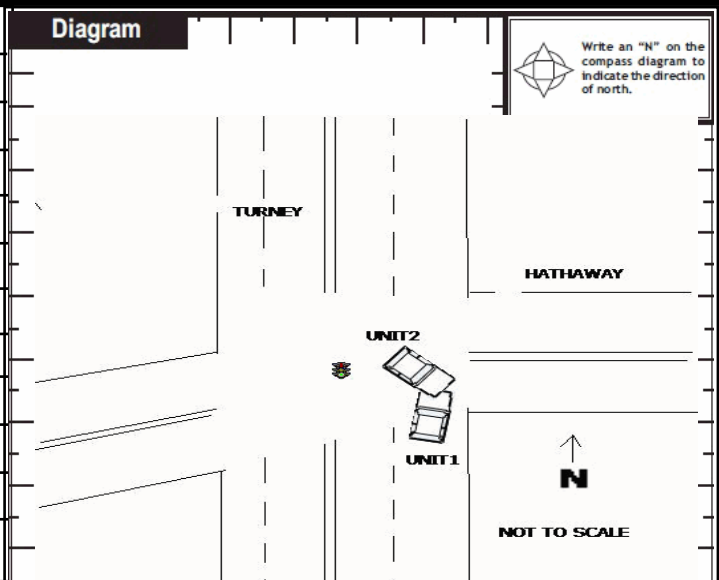 Diagram
Write an “N” on the
compass diagram to
indicate the direction
of north.
TURNEY
HATHAWAY
UNIT2
UNIT1
N
NOT TO SCALE